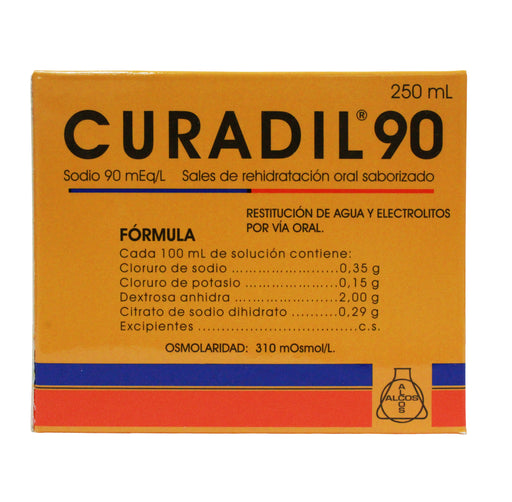 250 mL
CURADIL® 90
Sodio 90 mEq/L Sales de rehidratación oral saborizado
RESTITUCIÓN DE AGUA Y ELECTROLITOS
POR VÍA ORAL.
FÓRMULA
Cada 100 mL de solución contiene:
Cloruro de sodio ........................0,35 g
Cloruro de potasio ......................0,15 g
Dextrosa anhidra ........................2,00 g
Citrato de sodio dihidrato ............0,29 g
Excipientes ..................................c.s.
OSMOLARIDAD: 310 mOsmol/L.
ALCOS
ALCOS